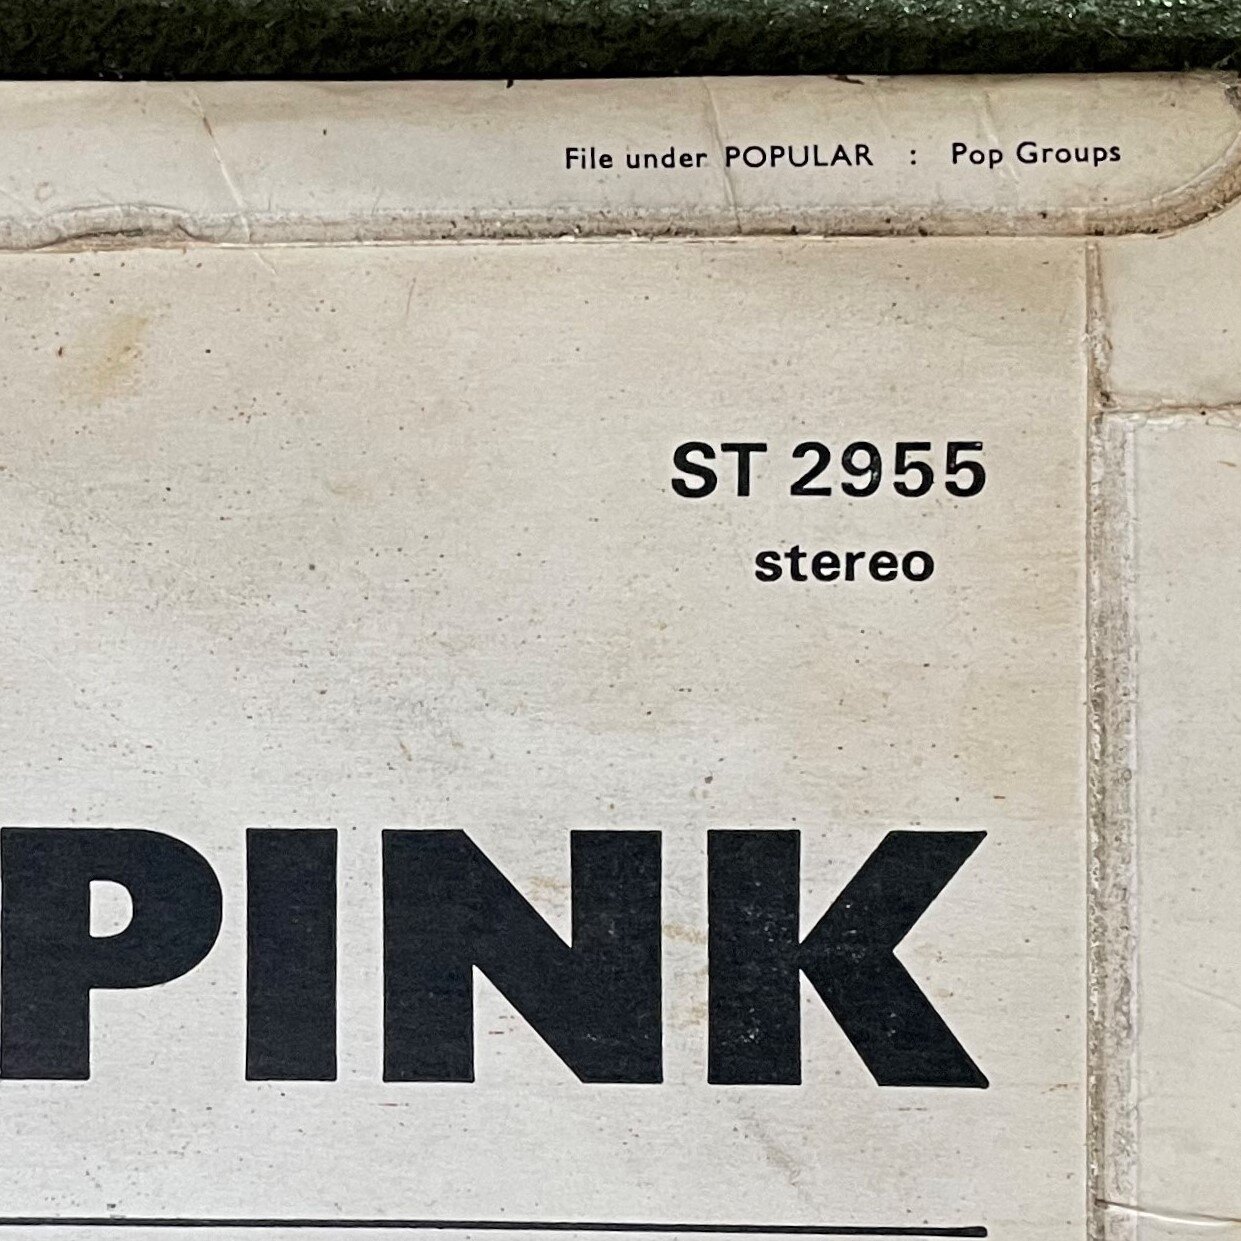 File under POPULAR : Pop Groups
ST 2955
stereo
PINK